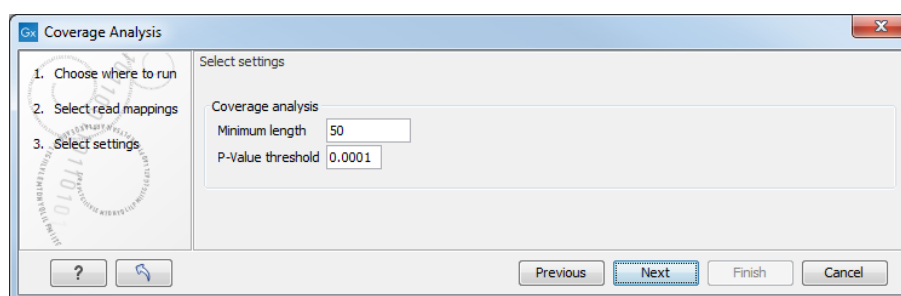 Gx Coverage Analysis
1. Choose where to run
2. Select read mappings
3. Select settings
Select settings
Coverage analysis
Minimum length 50
P-Value threshold 0.0001
? Previous Next Finish Cancel